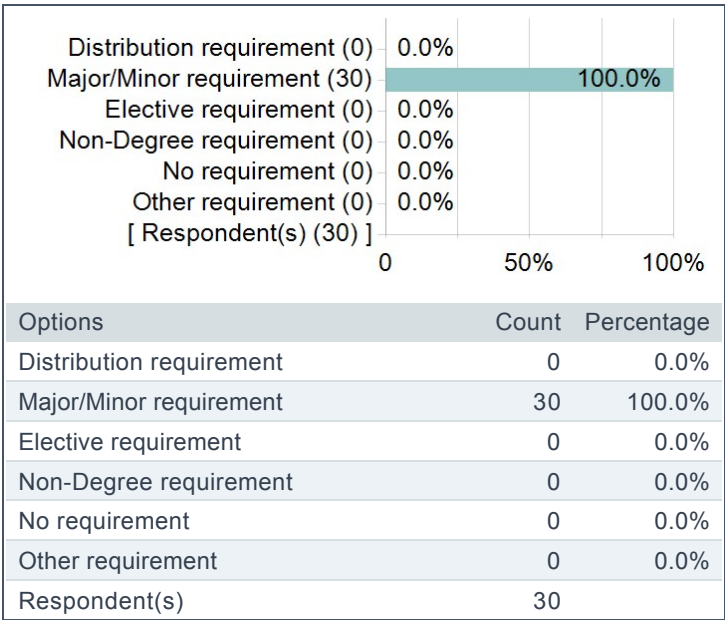 Distribution requirement (0) 0.0%
Major/Minor requirement (30) 100.0%
Elective requirement (0) 0.0%
Non-Degree requirement (0) 0.0%
No requirement (0) 0.0%
Other requirement (0) 0.0%
[ Respondent(s) (30) ]
0 50% 100%
Options Count Percentage
Distribution requirement 0 0.0%
Major/Minor requirement 30 100.0%
Elective requirement 0 0.0%
Non-Degree requirement 0 0.0%
No requirement 0 0.0%
Other requirement 0 0.0%
Respondent(s) 30